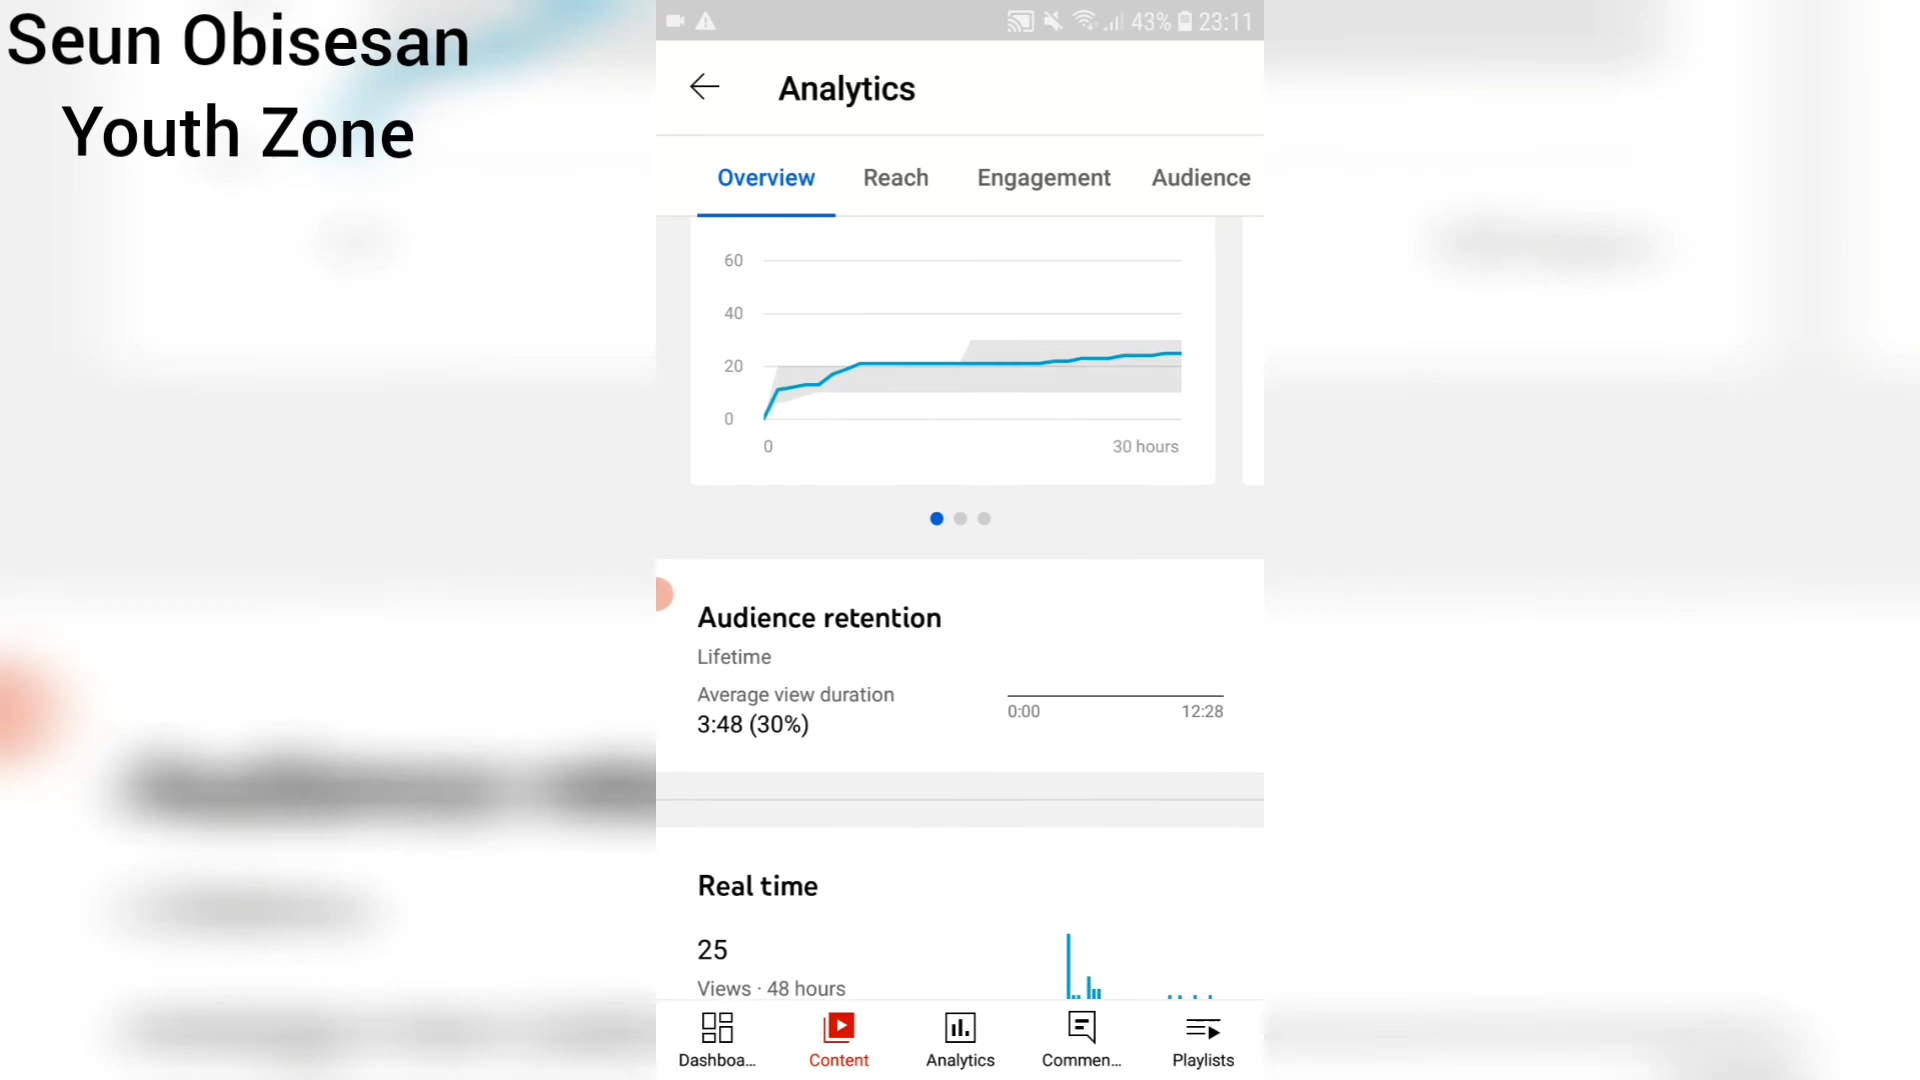 Seun Obisesan
Youth Zone
43% 23:11
Analytics
Overview Reach Engagement Audience
60
40
20
0
0 30 hours
Audience retention
Lifetime
Average view duration
3:48 (30%)
0:00 12:28
Real time
25
Views · 48 hours
Dashboa... Content Analytics Commen... Playlists